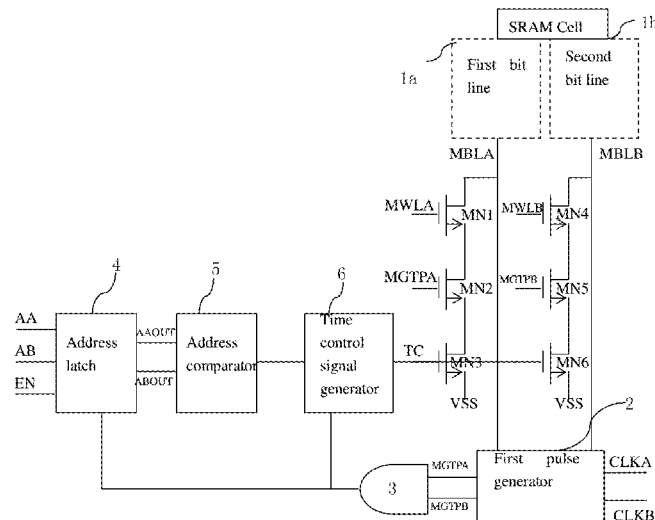 SRAM Cell
1b
1a
First bit
line
Second
bit line
MBLA
MBLB
MWLA
MN1
MWLB
MN4
4
5
6
MGTPA
MN2
MGTPB
MN5
AA
AB
EN
Address
latch
AAOUT
ABOUT
Address
comparator
Time
control
signal
generator
TC
MN3
MN6
VSS
VSS
2
3
MGTPA
MGTPB
First pulse
generator
CLKA
CLKB